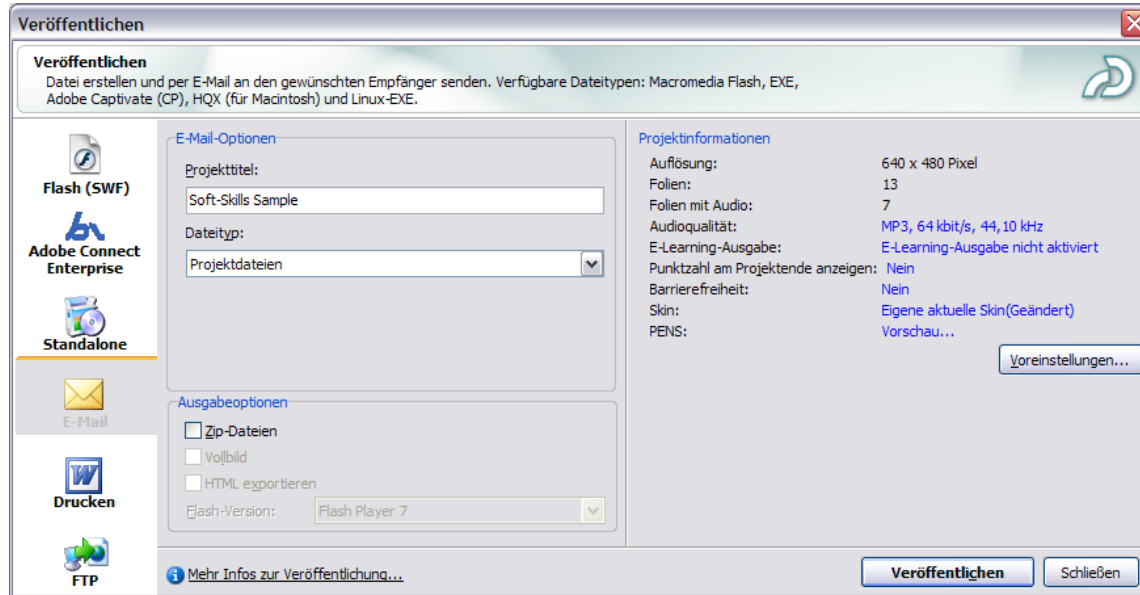 Veröffentlichen
Veröffentlichen
Datei erstellen und per E-Mail an den gewünschten Empfänger senden. Verfügbare Dateitypen: Macromedia Flash, EXE,
Adobe Captivate (CP), HQX (für Macintosh) und Linux-EXE.
Flash (SWF)
Adobe Connect
Enterprise
Standalone
E-Mail
Drucken
FTP
E-Mail-Optionen
Projekttitel:
Soft-Skills Sample
Dateityp:
Projektdateien
Ausgabeoptionen
Zip-Dateien
Vollbild
HTML exportieren
Flash-Version: Flash Player 7
Projektinformationen
Auflösung: 640 x 480 Pixel
Folien: 13
Folien mit Audio: 7
Audioqualität: MP3, 64 kbit/s, 44,10 kHz
E-Learning-Ausgabe: E-Learning-Ausgabe nicht aktiviert
Punktzahl am Projektende anzeigen: Nein
Barrierefreiheit: Nein
Skin: Eigene aktuelle Skin(Geändert)
PENS: Vorschau...
Voreinstellungen...
Mehr Infos zur Veröffentlichung...
Veröffentlichen
Schließen